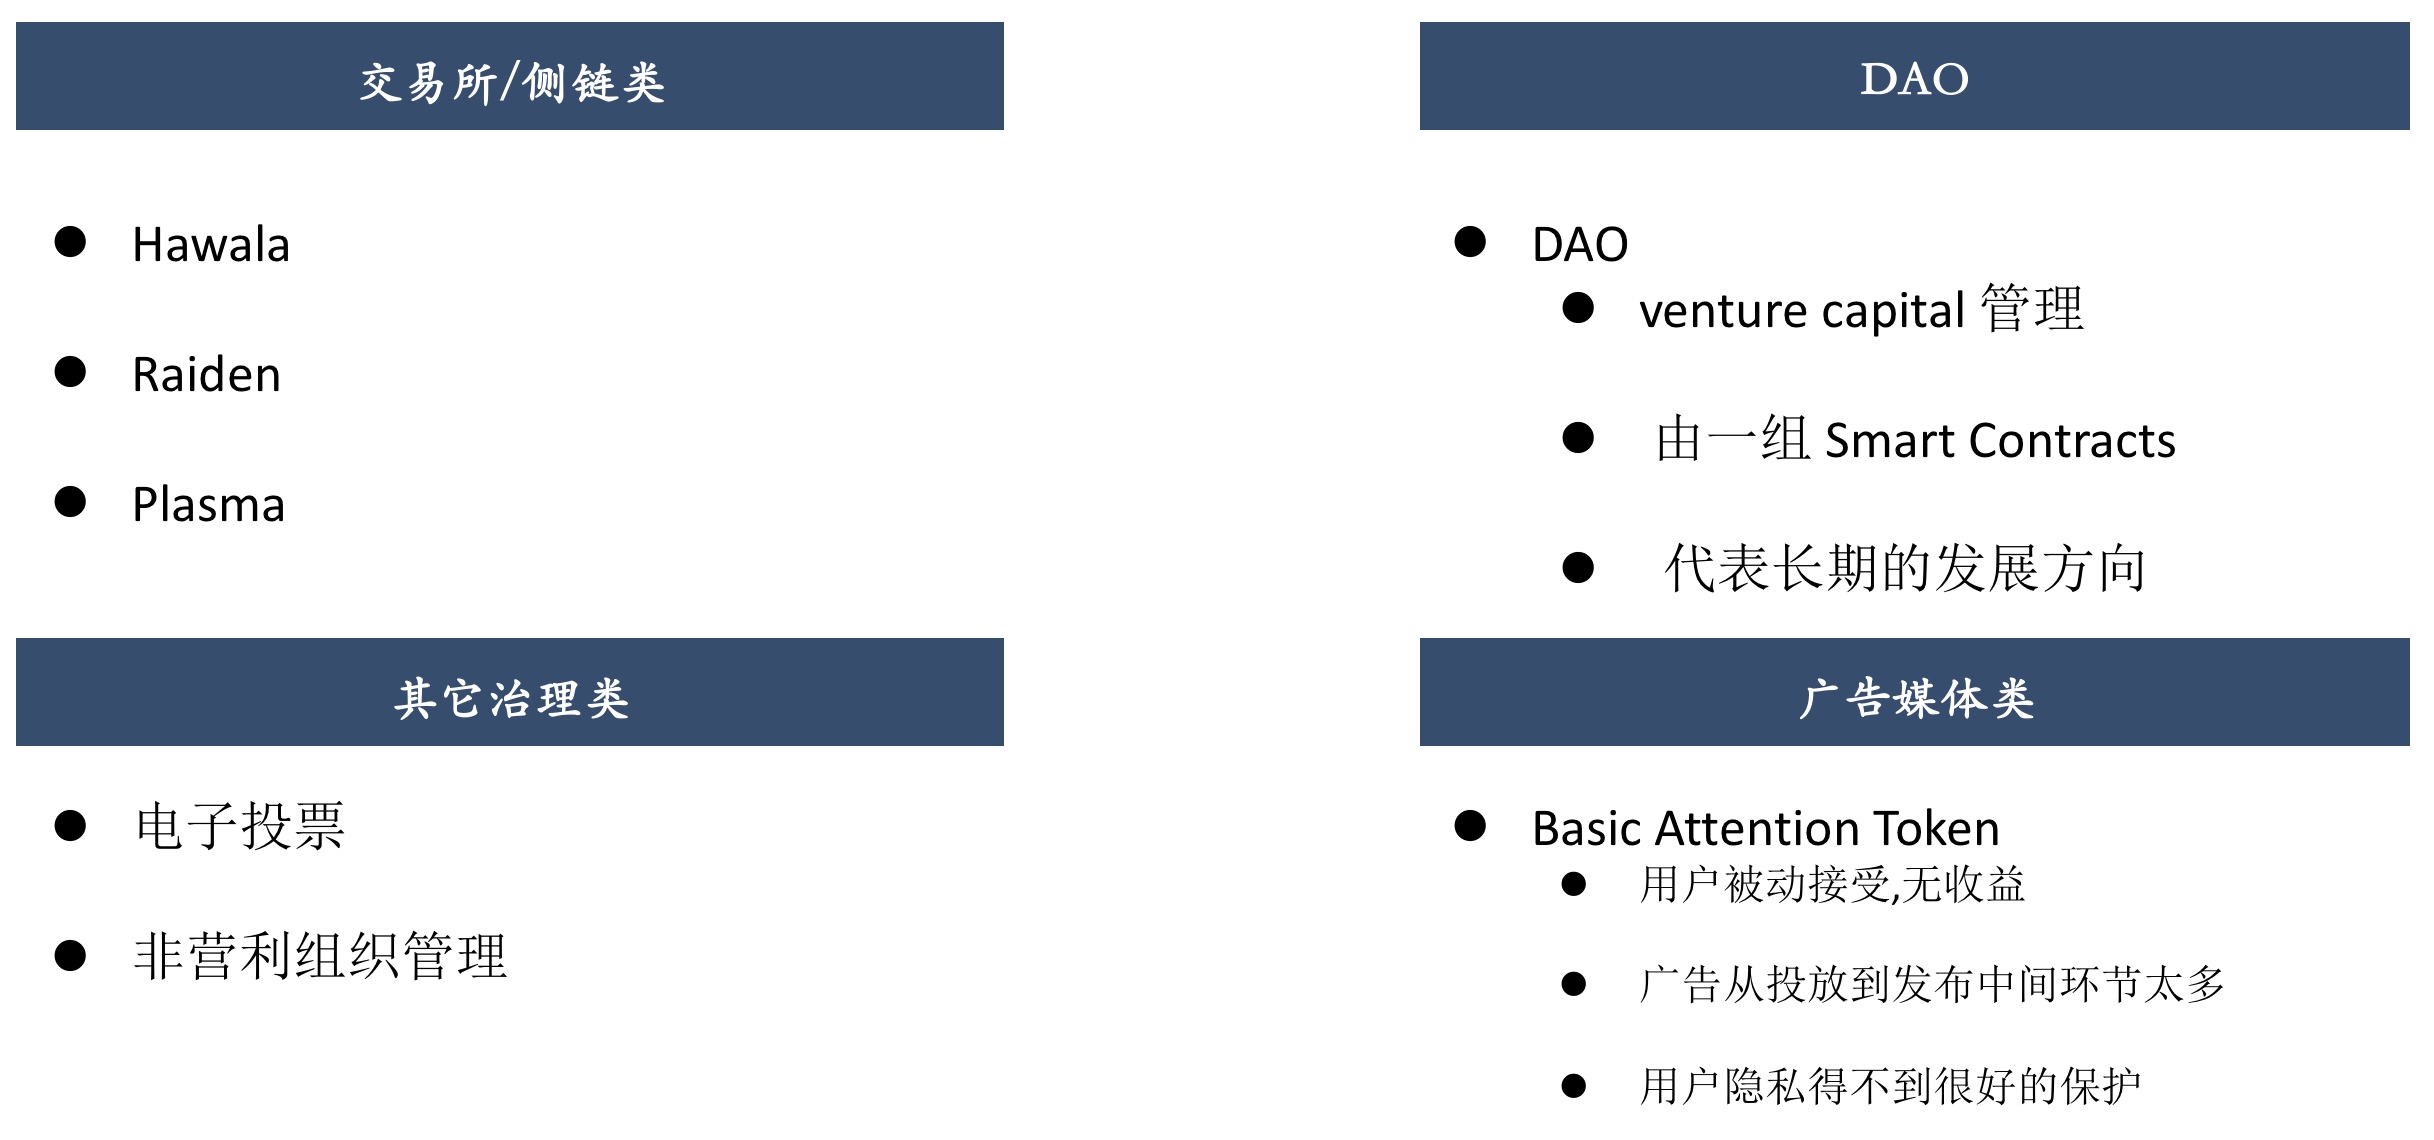 交易所/侧链类
Hawala
Raiden
Plasma
DAO
DAO
venture capital 管理
由一组 Smart Contracts
代表长期的发展方向
其它治理类
电子投票
非营利组织管理
广告媒体类
Basic Attention Token
用户被动接受,无收益
广告从投放到发布中间环节太多
用户隐私得不到很好的保护